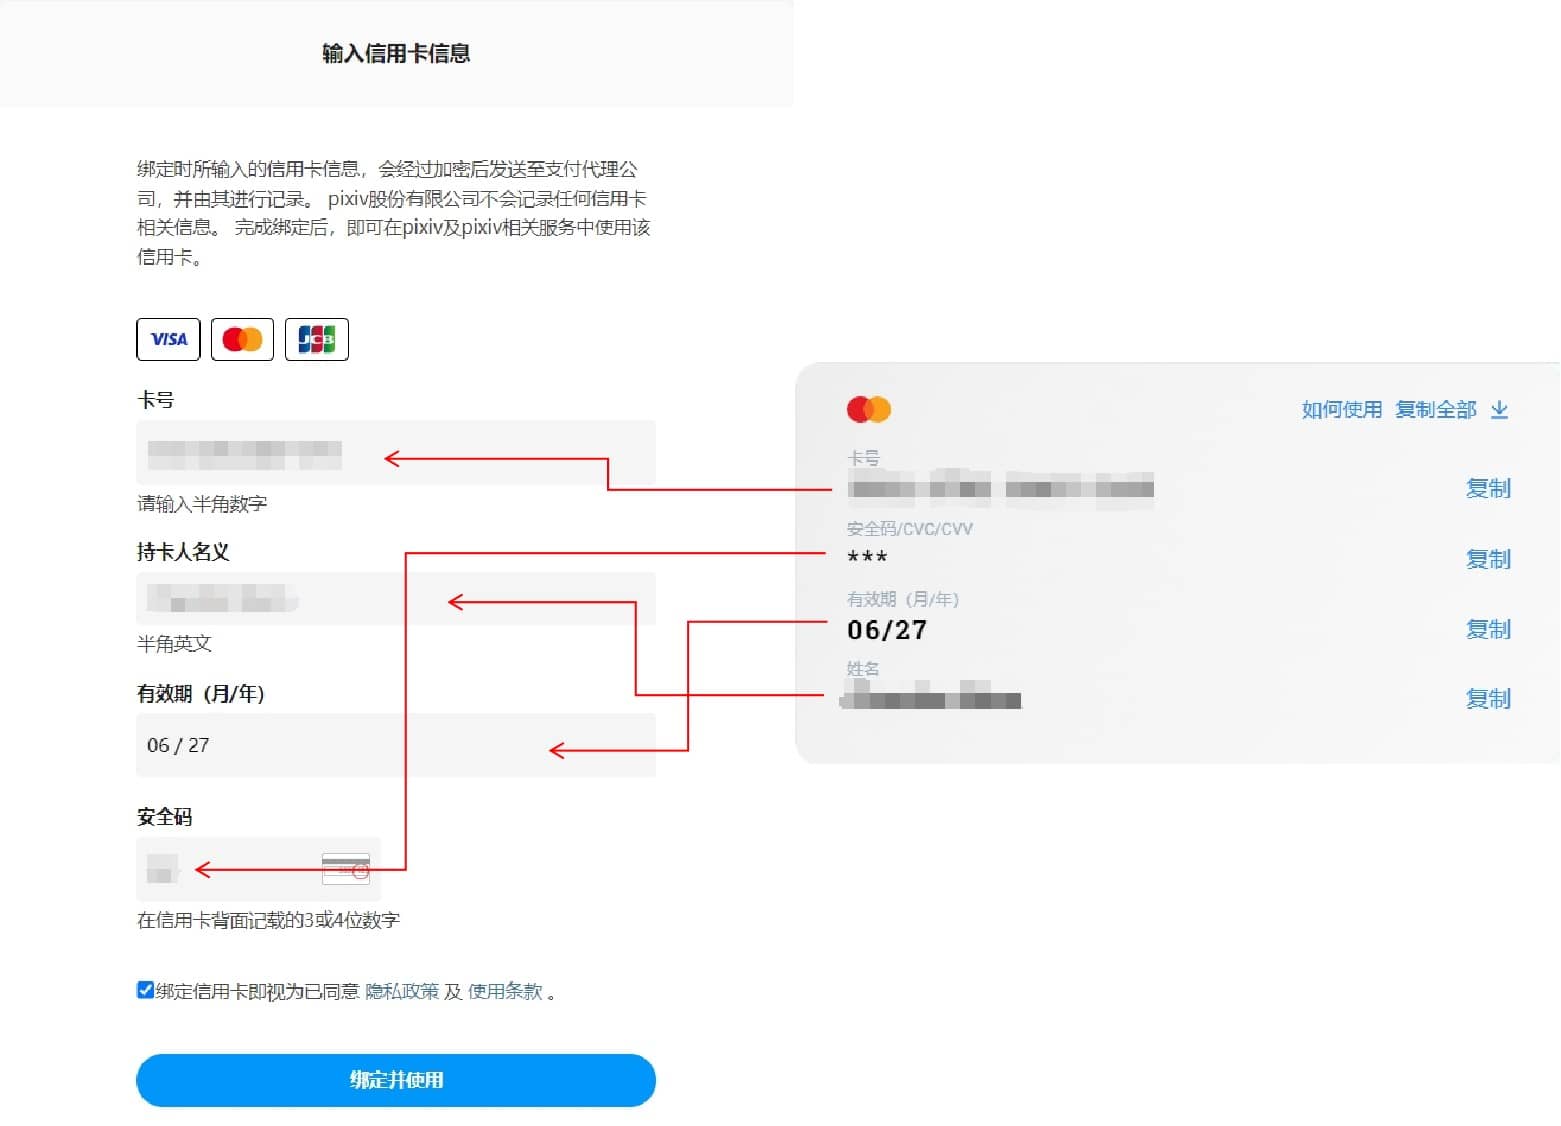 输入信用卡信息
绑定时所输入的信用卡信息，会经过加密后发送至支付代理公
司，并由其进行记录。 pixiv股份有限公司不会记录任何信用卡
相关信息。 完成绑定后，即可在pixiv及pixiv相关服务中使用该
信用卡。
VISA
JCB
卡号
请输入半角数字
持卡人名义
半角英文
有效期（月/年）
06 / 27
安全码
在信用卡背面记载的3或4位数字
绑定信用卡即视为已同意 隐私政策 及 使用条款 。
绑定并使用
如何使用 复制全部
卡号
复制
安全码/CVC/CVV
***
复制
有效期（月/年）
06/27
复制
姓名
复制